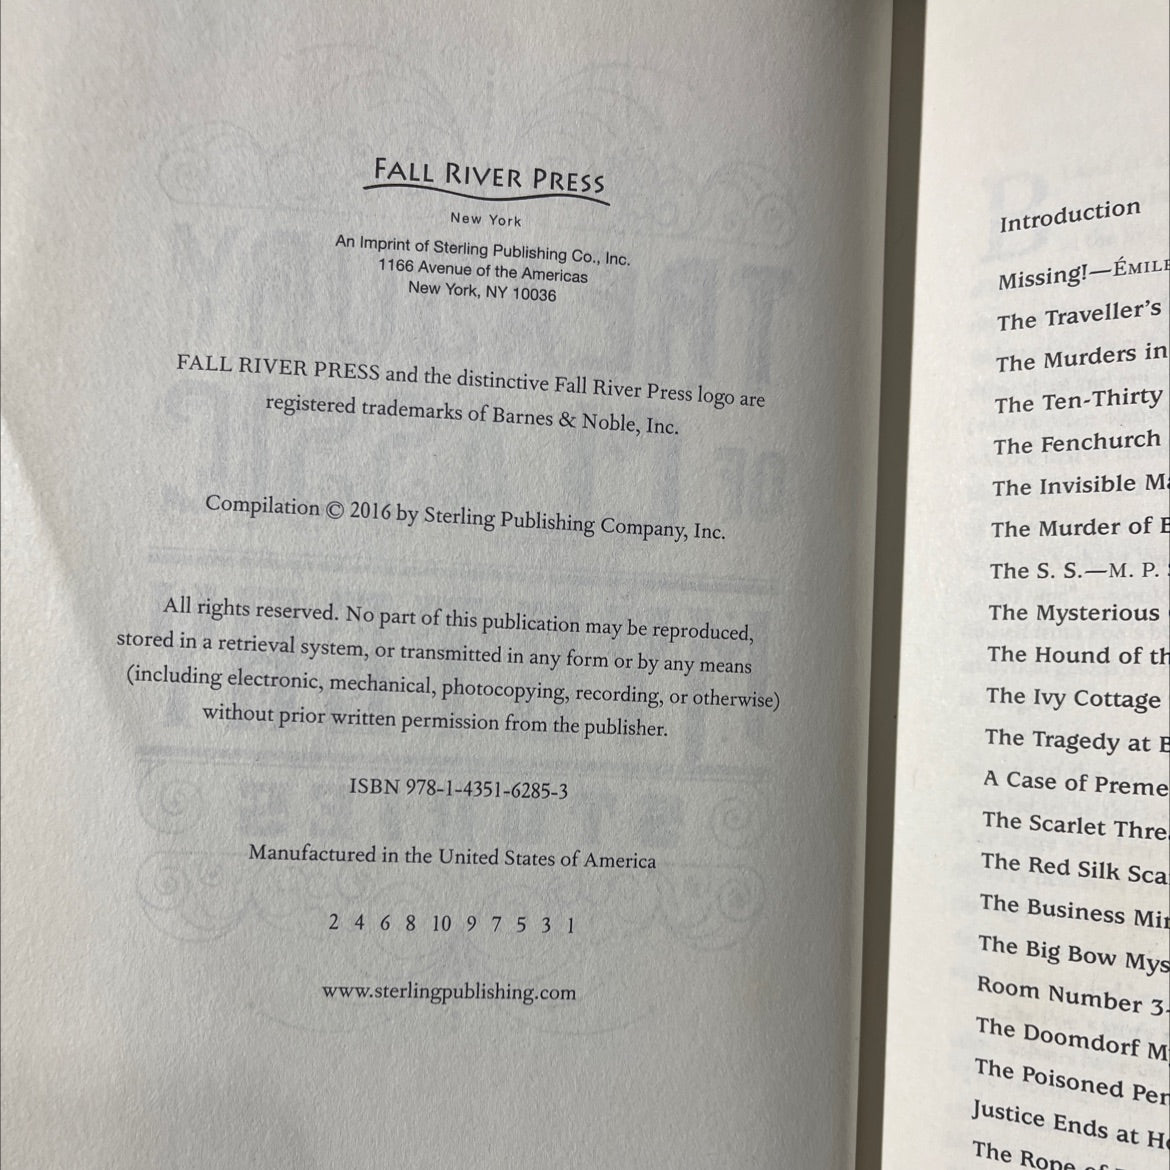 FALL RIVER PRESS
New York
An Imprint of Sterling Publishing Co., Inc.
1166 Avenue of the Americas
New York, NY 10036
FALL RIVER PRESS and the distinctive Fall River Press logo are
registered trademarks of Barnes & Noble, Inc.
Compilation © 2016 by Sterling Publishing Company, Inc.
All rights reserved. No part of this publication may be reproduced,
stored in a retrieval system, or transmitted in any form or by any means
(including electronic, mechanical, photocopying, recording, or otherwise)
without prior written permission from the publisher.
ISBN 978-1-4351-6285-3
Manufactured in the United States of America
2 4 6 8 10 9 7 5 3 1
www.sterlingpublishing.com
Introduction
Missing!—ÉMILE
The Traveller's
The Murders in
The Ten-Thirty
The Fenchurch
The Invisible
The Murder of
The S. S.—M. P.
The Mysterious
The Hound of
The Ivy Cottage
The Tragedy at
A Case of
The Scarlet
The Red Silk
The Business
The Big Bow
Room Number
The Doomdorf
The Poisoned
Justice Ends at
The Rope